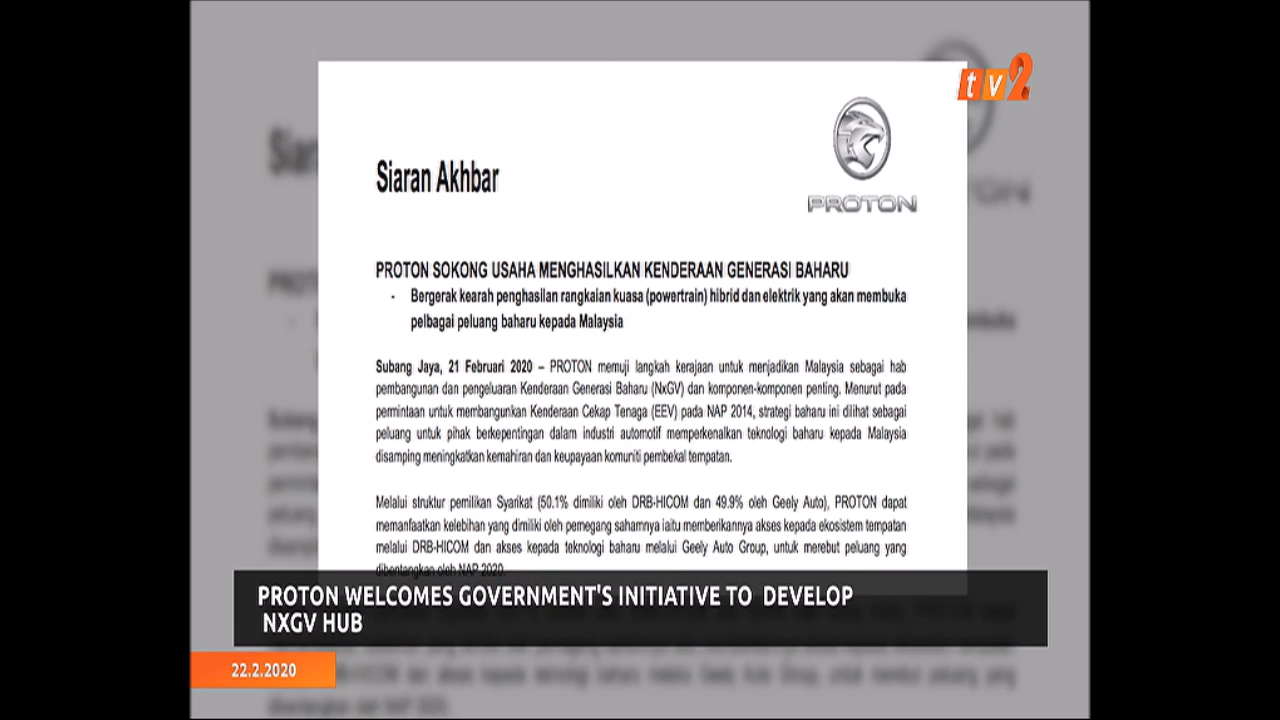 tv2
PROTON
Siaran Akhbar
PROTON SOKONG USAHA MENGHASILKAN KENDERAAN GENERASI BAHARU
- Bergerak kearah penghasilan rangkaian kuasa (powertrain) hibrid dan elektrik yang akan membuka
pelbagai peluang baharu kepada Malaysia
Subang Jaya, 21 Februari 2020 – PROTON memuji langkah kerajaan untuk menjadikan Malaysia sebagai hab
pembangunan dan pengeluaran Kenderaan Generasi Baharu (NxGV) dan komponen-komponen penting. Menurut pada
permintaan untuk membangunkan Kenderaan Cekap Tenaga (EEV) pada NAP 2014, strategi baharu ini dilihat sebagai
peluang untuk pihak berkepentingan dalam industri automotif memperkenalkan teknologi baharu kepada Malaysia
disamping meningkatkan kemahiran dan keupayaan komuniti pembekal tempatan.
Melalui struktur pemilikan Syarikat (50.1% dimiliki oleh DRB-HICOM dan 49.9% oleh Geely Auto), PROTON dapat
memanfaatkan kelebihan yang dimiliki oleh pemegang sahamnya iaitu memberikannya akses kepada ekosistem tempatan
melalui DRB-HICOM dan akses kepada teknologi baharu melalui Geely Auto Group, untuk merebut peluang yang
dibentangkan oleh NAP 2020.
PROTON WELCOMES GOVERNMENT'S INITIATIVE TO DEVELOP
NXGV HUB
22.2.2020